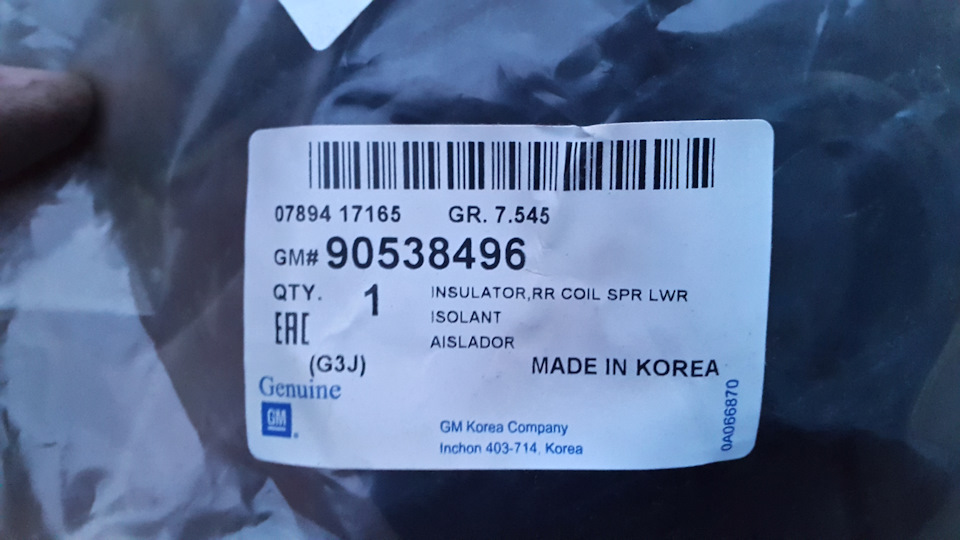 07894 17165 GR. 7.545
GM# 90538496
QTY. 1 INSULATOR,RR COIL SPR LWR
EAC ISOLANT
AISLADOR
(G3J) MADE IN KOREA
Genuine
GM
GM Korea Company
Inchon 403-714, Korea
0A066870